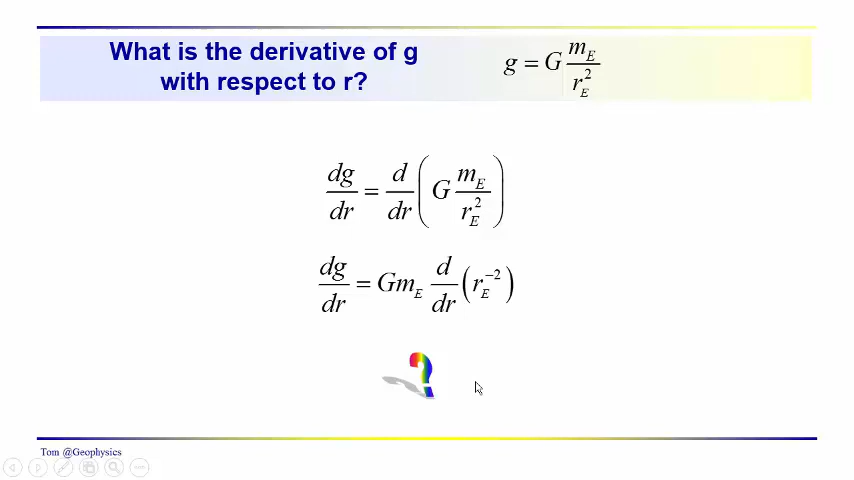 What is the derivative of g
with respect to r?
g = G m_E / r_E^2
dg/dr = d/dr ( G m_E / r_E^2 )
dg/dr = Gm_E d/dr ( r_E^-2 )
?
Tom @Geophysics